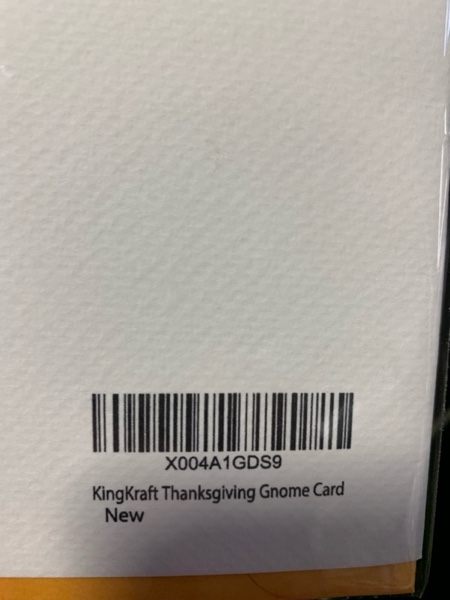 X004A1GDS9
KingKraft Thanksgiving Gnome Card
New